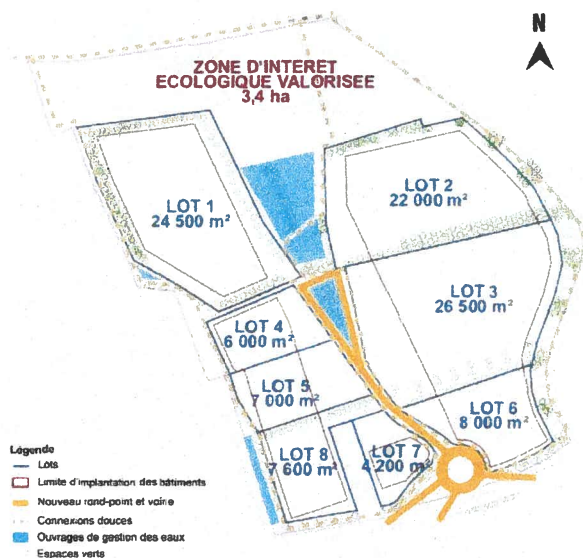 N
ZONE D'INTERET
ECOLOGIQUE VALORISEE
3,4 ha
LOT 1
24 500 m²
LOT 2
22 000 m²
LOT 3
26 500 m²
LOT 4
6 000 m²
LOT 5
7 000 m²
LOT 6
8 000 m²
LOT 7
4 200 m²
LOT 8
7 600 m²
Légende
Lots
Limite d'implantation des bâtiments
Nouveau rond-point et voirie
Connexions douces
Ouvrages de gestion des eaux
Espaces verts